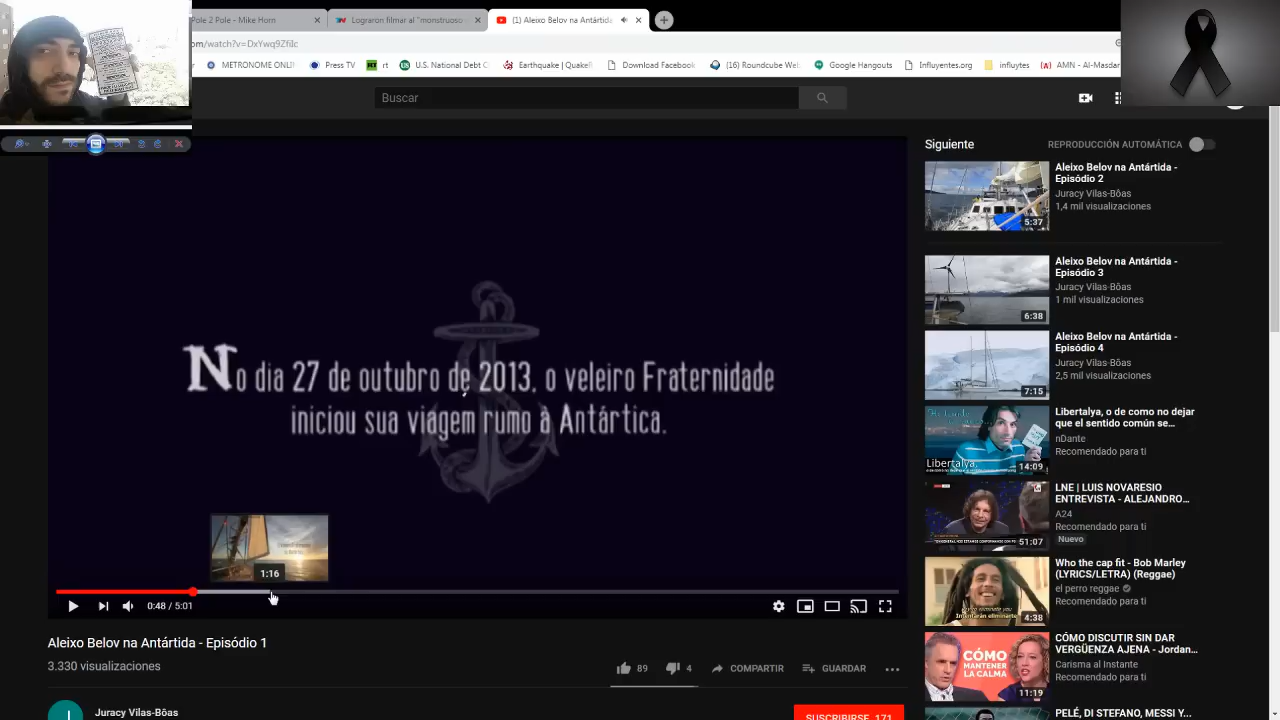 Pole 2 Pole - Mike Horn
Lograron filmar al "monstruoso c
(1) Aleixo Belov na Antártida
om/watch?v=DxYwq9Zfilc
METRONOME ONLI
Press TV
rt
U.S. National Debt C
Earthquake | QuakeF
Download Facebook
(16) Roundcube We
Google Hangouts
Influyentes.org
influytes
AMN - Al-Masdar
Buscar
No dia 27 de outubro de 2013, o veleiro Fraternidade
iniciou sua viagem rumo à Antártica.
1:16
0:48 / 5:01
Aleixo Belov na Antártida - Episódio 1
3.330 visualizaciones
89
4
COMPARTIR
GUARDAR
Juracy Vilas-Bôas
SUSCRIBIRSE 171
Siguiente
REPRODUCCIÓN AUTOMÁTICA
Aleixo Belov na Antártida -
Episódio 2
Juracy Vilas-Bôas
1,4 mil visualizaciones
5:37
Aleixo Belov na Antártida -
Episódio 3
Juracy Vilas-Bôas
1 mil visualizaciones
6:38
Aleixo Belov na Antártida -
Episódio 4
Juracy Vilas-Bôas
2,5 mil visualizaciones
7:15
Libertalya, o de como no dejar
que el sentido común se...
nDante
Recomendado para ti
Libertalya,
14:09
LNE | LUIS NOVARESIO
ENTREVISTA - ALEJANDRO...
A24
Recomendado para ti
Nuevo
51:07
Who the cap fit - Bob Marley
(LYRICS/LETRA) (Reggae)
el perro reggae
Recomendado para ti
4:38
CÓMO DISCUTIR SIN DAR
VERGÜENZA AJENA - Jordan...
Carisma al Instante
Recomendado para ti
CÓMO
MANTENER
LA CALMA
11:19
PELÉ, DI STEFANO, MESSI Y...